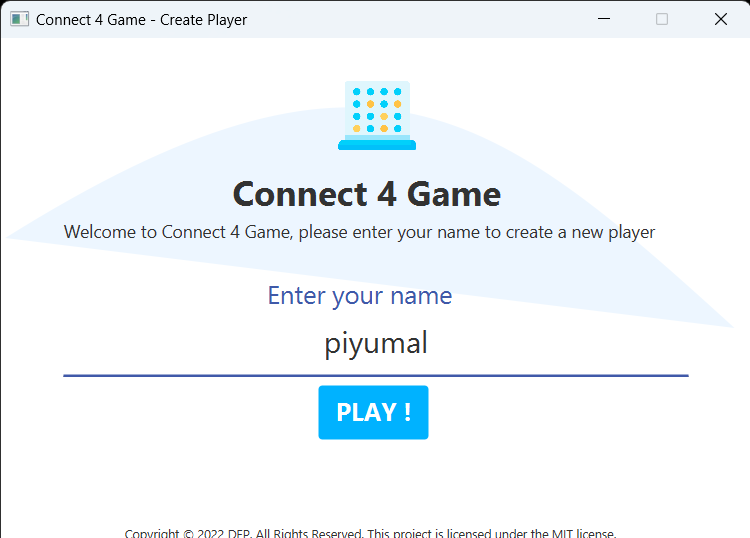 Connect 4 Game - Create Player
Connect 4 Game
Welcome to Connect 4 Game, please enter your name to create a new player
Enter your name
piyumal
PLAY !
Copyright © 2022 DEP. All Rights Reserved. This project is licensed under the MIT license.